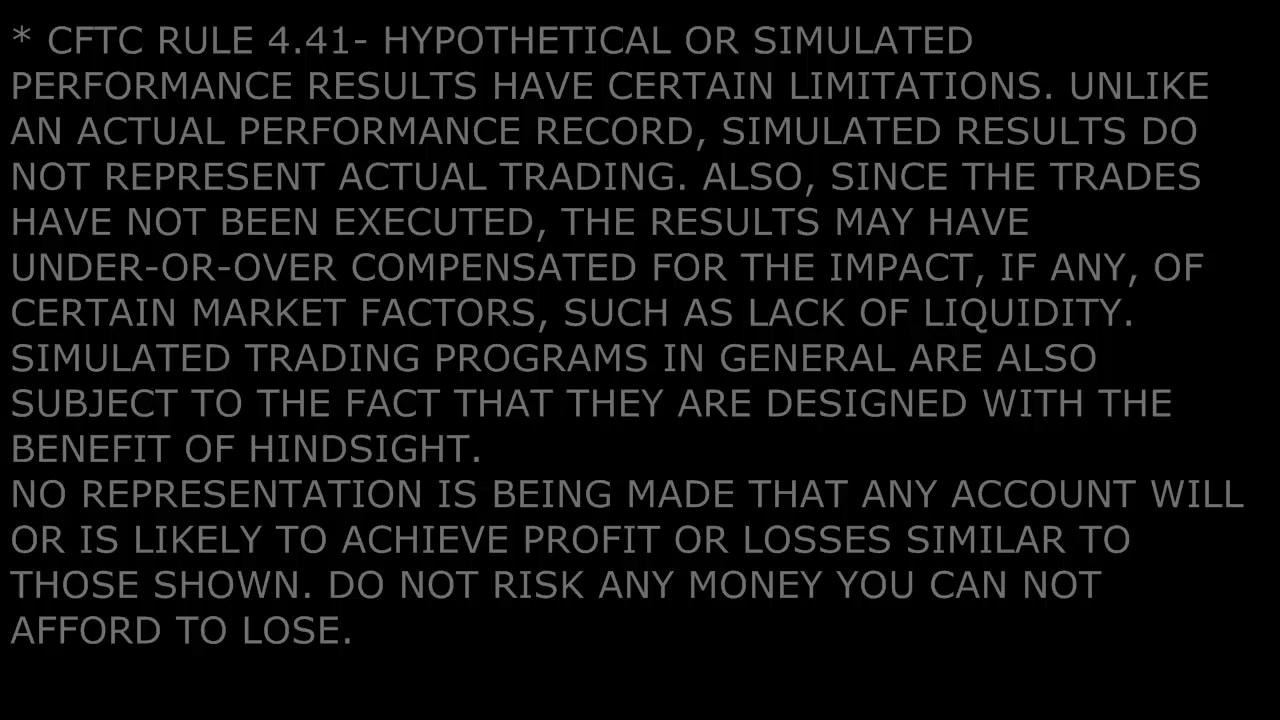 * CFTC RULE 4.41- HYPOTHETICAL OR SIMULATED
PERFORMANCE RESULTS HAVE CERTAIN LIMITATIONS. UNLIKE
AN ACTUAL PERFORMANCE RECORD, SIMULATED RESULTS DO
NOT REPRESENT ACTUAL TRADING. ALSO, SINCE THE TRADES
HAVE NOT BEEN EXECUTED, THE RESULTS MAY HAVE
UNDER-OR-OVER COMPENSATED FOR THE IMPACT, IF ANY, OF
CERTAIN MARKET FACTORS, SUCH AS LACK OF LIQUIDITY.
SIMULATED TRADING PROGRAMS IN GENERAL ARE ALSO
SUBJECT TO THE FACT THAT THEY ARE DESIGNED WITH THE
BENEFIT OF HINDSIGHT.
NO REPRESENTATION IS BEING MADE THAT ANY ACCOUNT WILL
OR IS LIKELY TO ACHIEVE PROFIT OR LOSSES SIMILAR TO
THOSE SHOWN. DO NOT RISK ANY MONEY YOU CAN NOT
AFFORD TO LOSE.